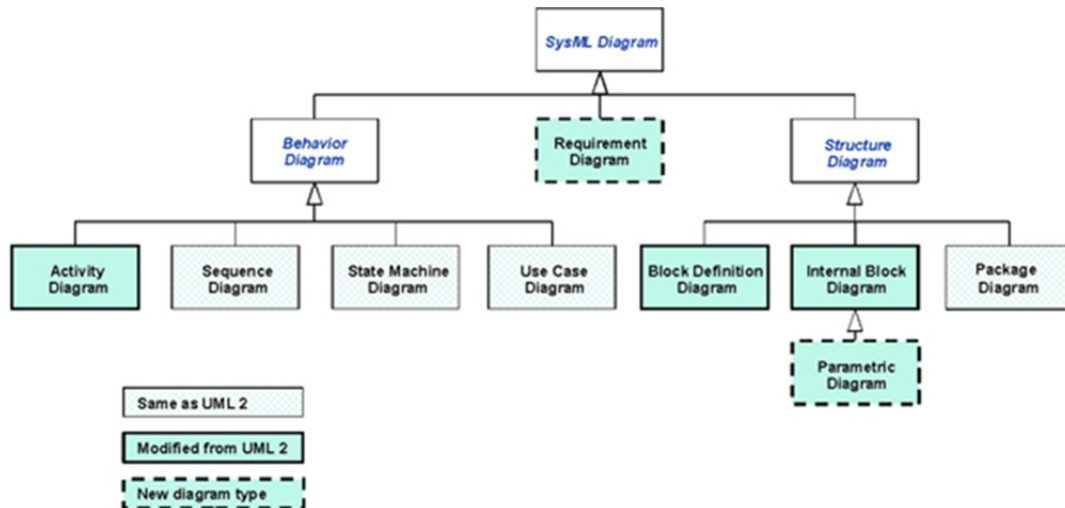 SysML Diagram
Behavior
Diagram
Requirement
Diagram
Structure
Diagram
Activity
Diagram
Sequence
Diagram
State Machine
Diagram
Use Case
Diagram
Block Definition
Diagram
Internal Block
Diagram
Package
Diagram
Parametric
Diagram
Same as UML 2
Modified from UML 2
New diagram type